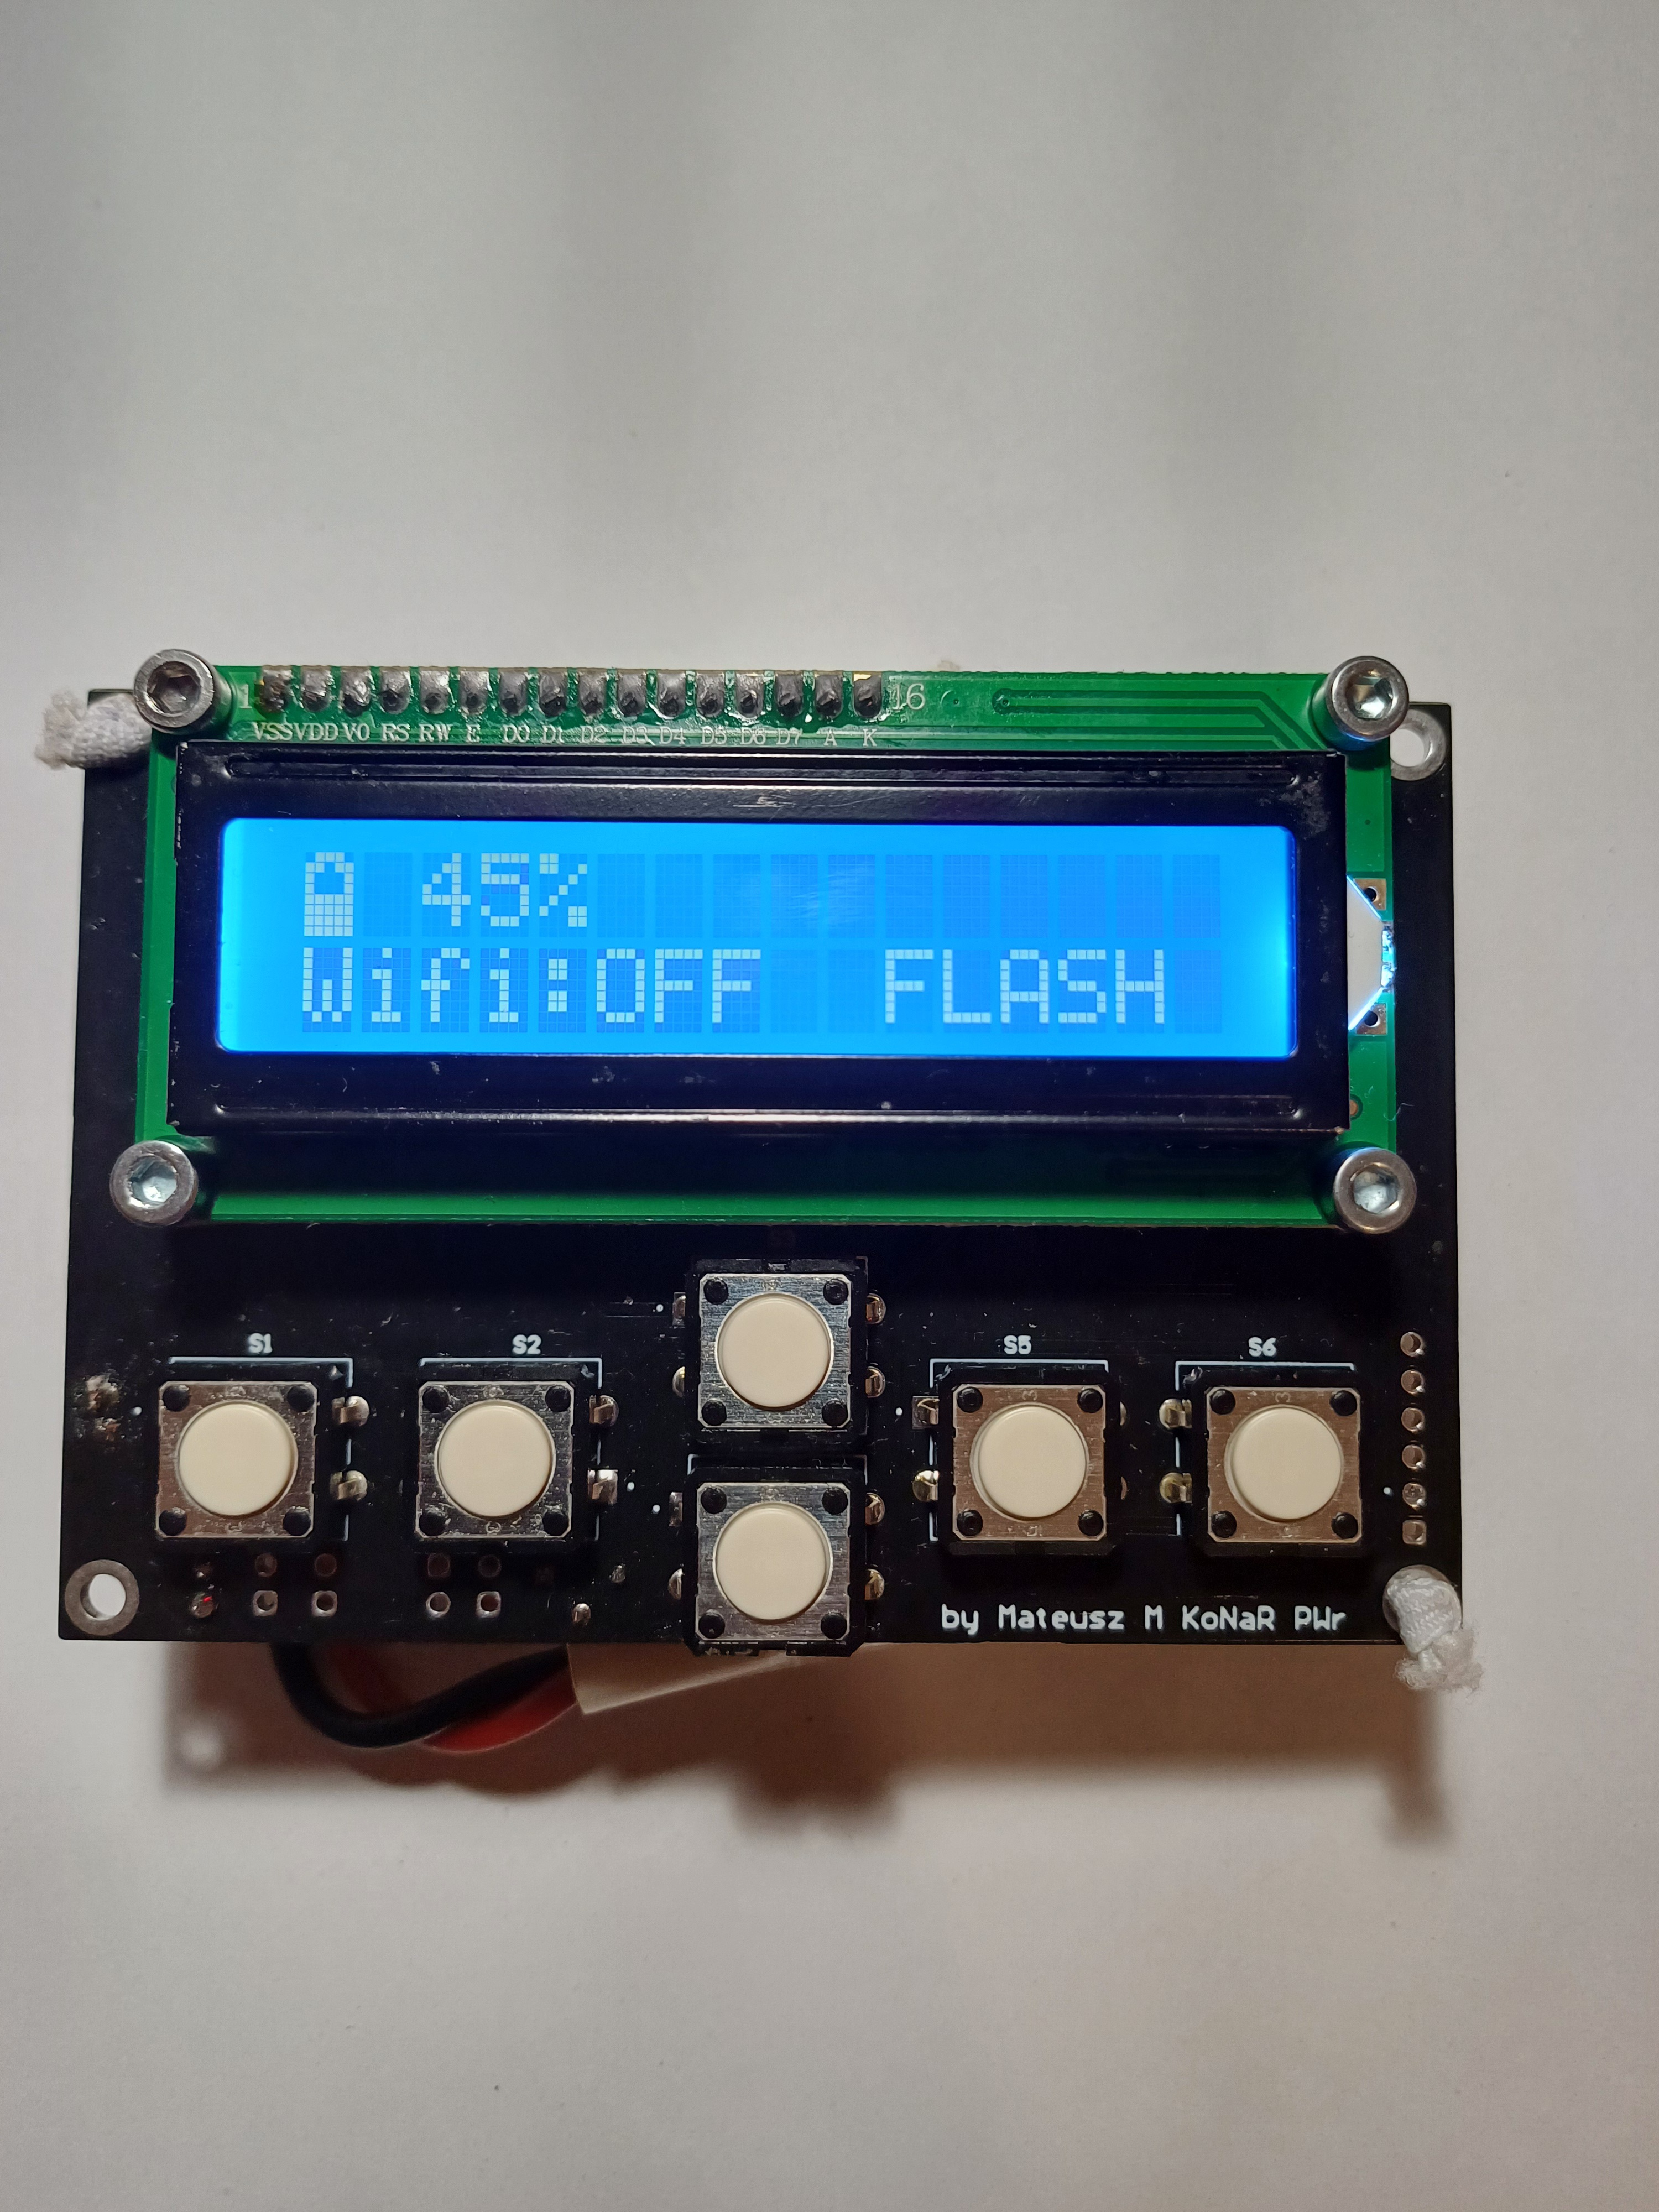 1 16
VSS VDD V0 RS RW E D0 D1 D2 D3 D4 D5 D6 D7 A K
45%
Wifi:OFF FLASH
S1 S2 S5 S6
by Mateusz M KoNaR PWr